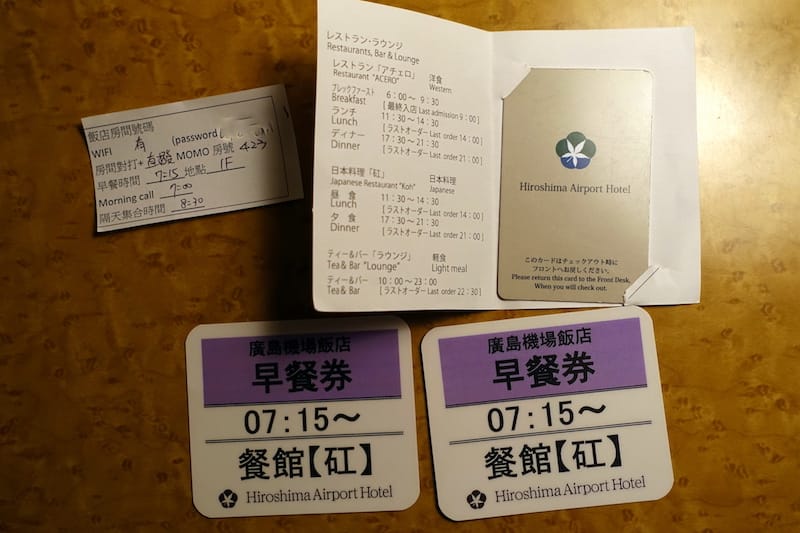 飯店房間號碼
WIFI 有 (password
房間對打+ MOMO 房號 423
早餐時間 7:15 地點 1F
Morning call 7:00
隔天集合時間 8:30
レストラン・ラウンジ
Restaurants, Bar & Lounge
レストラン「アチェロ」 洋食
Restaurant "ACERO" Western
ブレックファースト 6:00〜 9:30
Breakfast [最終入店 Last admission 9:00]
ランチ 11:30〜14:30
Lunch [ラストオーダー Last order 14:00]
ディナー 17:30〜21:30
Dinner [ラストオーダー Last order 21:00]
日本料理「矼」 日本料理
Japanese Restaurant "Koh" Japanese
昼 食 11:30〜14:30
Lunch [ラストオーダー Last order 14:00]
夕 食 17:30〜21:30
Dinner [ラストオーダー Last order 21:00]
ティー&バー「ラウンジ」 軽食
Tea & Bar "Lounge" Light meal
ティー&バー 10:00〜23:00
Tea & Bar [ラストオーダー Last order 22:30]
Hiroshima Airport Hotel
このカードはチェックアウト時に
フロントへお戻しください。
Please return this card to the Front Desk,
When you will check out.
廣島機場飯店
早餐券
07:15〜
餐館【矼】
Hiroshima Airport Hotel
廣島機場飯店
早餐券
07:15〜
餐館【矼】
Hiroshima Airport Hotel